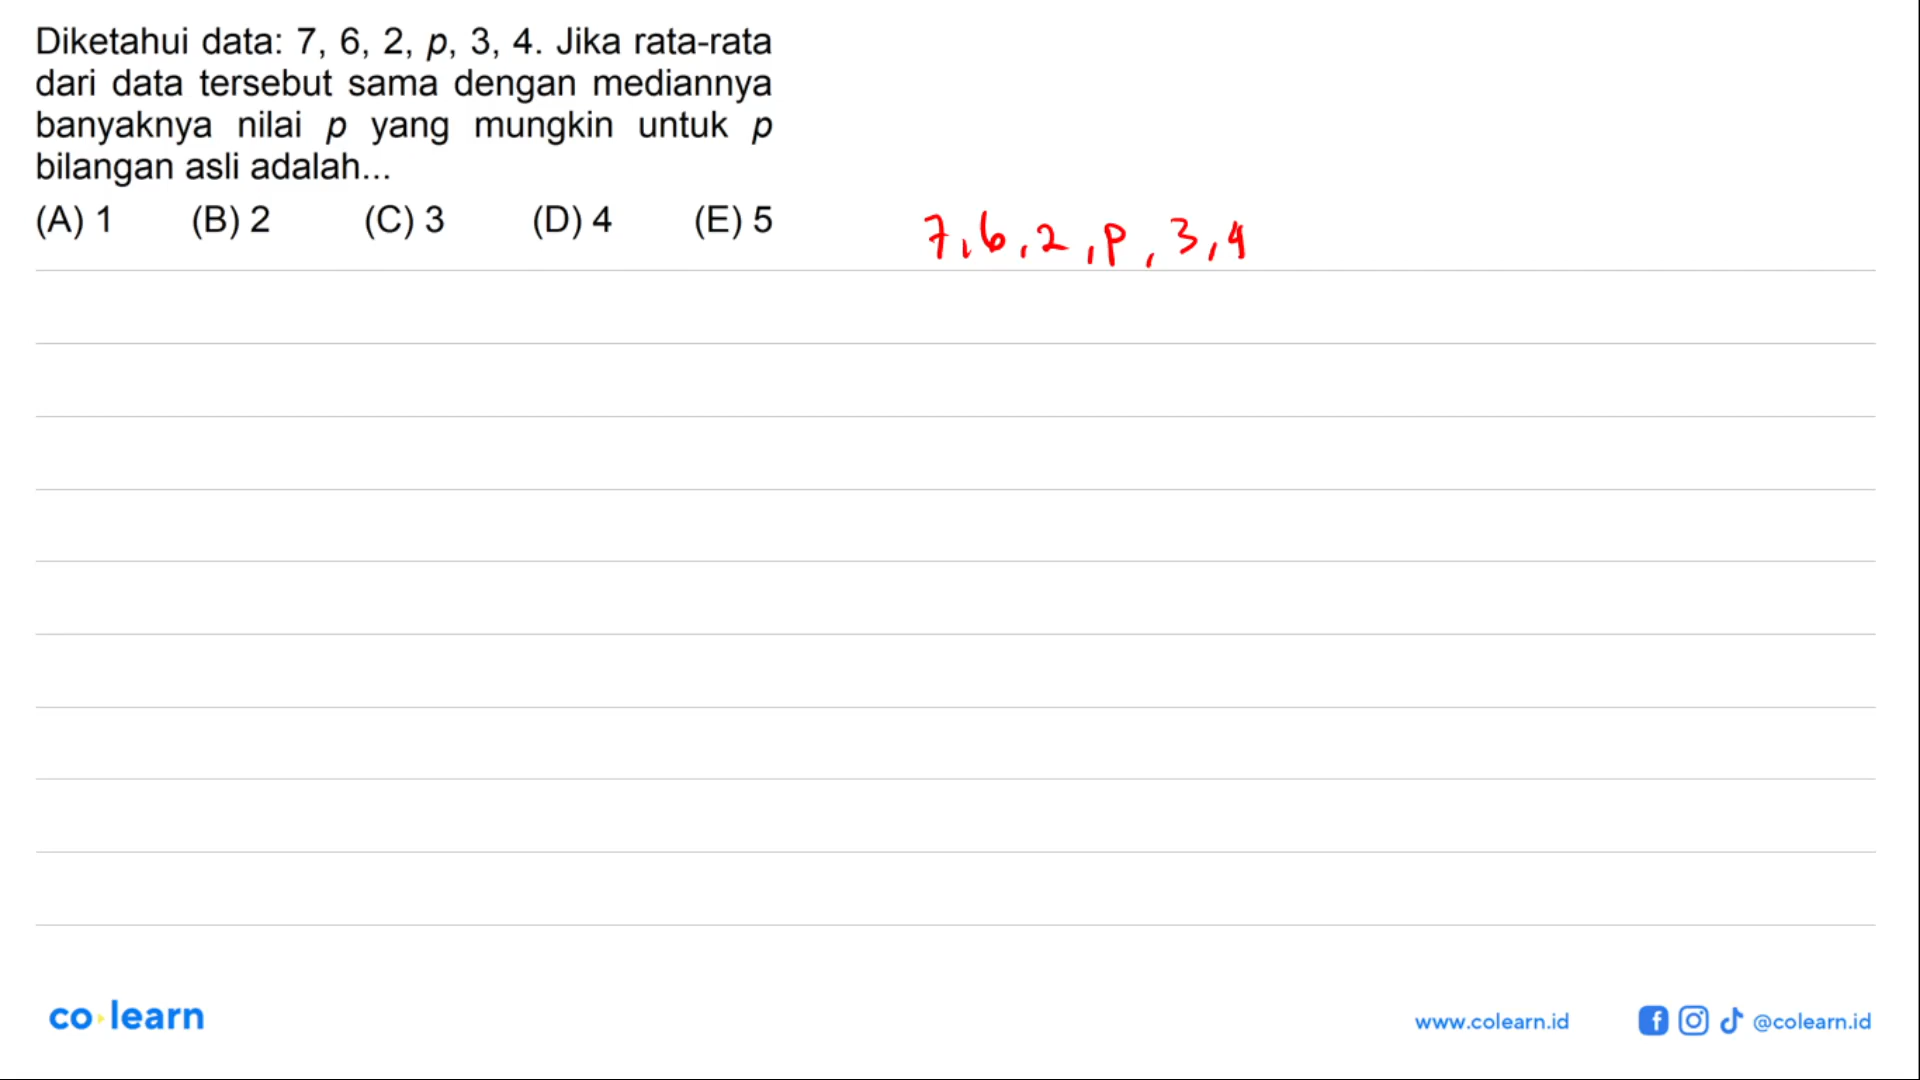 Diketahui data: 7, 6, 2, p, 3, 4. Jika rata-rata
dari data tersebut sama dengan mediannya
banyaknya nilai p yang mungkin untuk p
bilangan asli adalah...
(A) 1 (B) 2 (C) 3 (D) 4 (E) 5
7, 6, 2, p, 3, 4
co learn
www.colearn.id @colearn.id